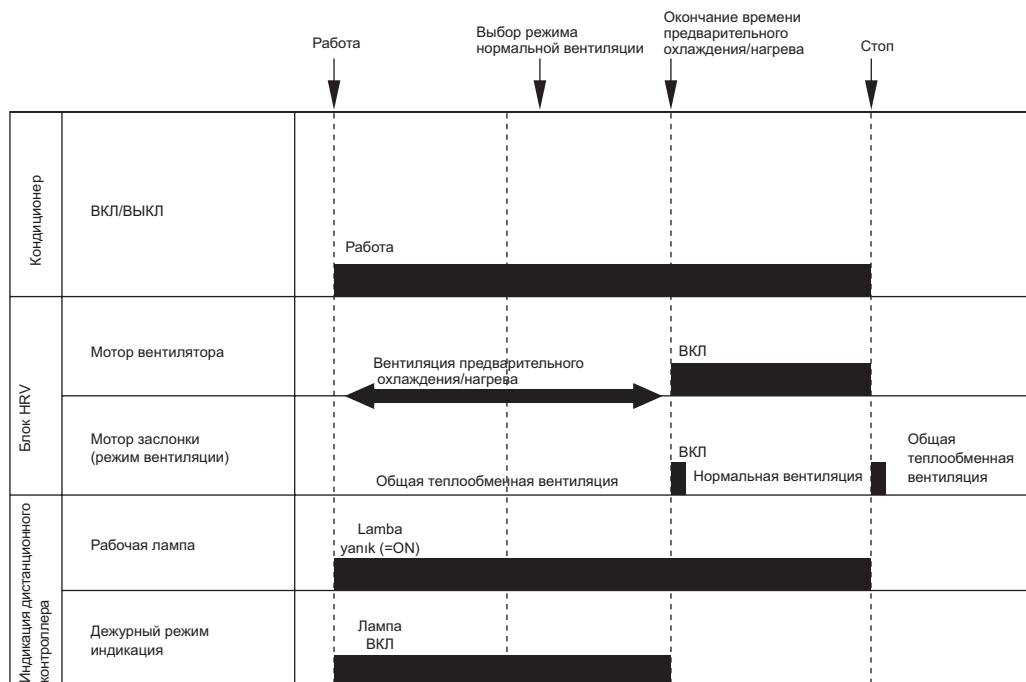 Работа
Выбор режима
нормальной вентиляции
Окончание времени
предварительного
охлаждения/нагрева
Стоп
Кондиционер
ВКЛ/ВЫКЛ
Работа
Блок HRV
Мотор вентилятора
Вентиляция предварительного
охлаждения/нагрева
ВКЛ
Мотор заслонки
(режим вентиляции)
Общая теплообменная вентиляция
ВКЛ
Нормальная вентиляция
Общая
теплообменная
вентиляция
Индикация дистанционного
контроллера
Рабочая лампа
Lamba
yanık (=ON)
Дежурный режим
индикация
Лампа
ВКЛ